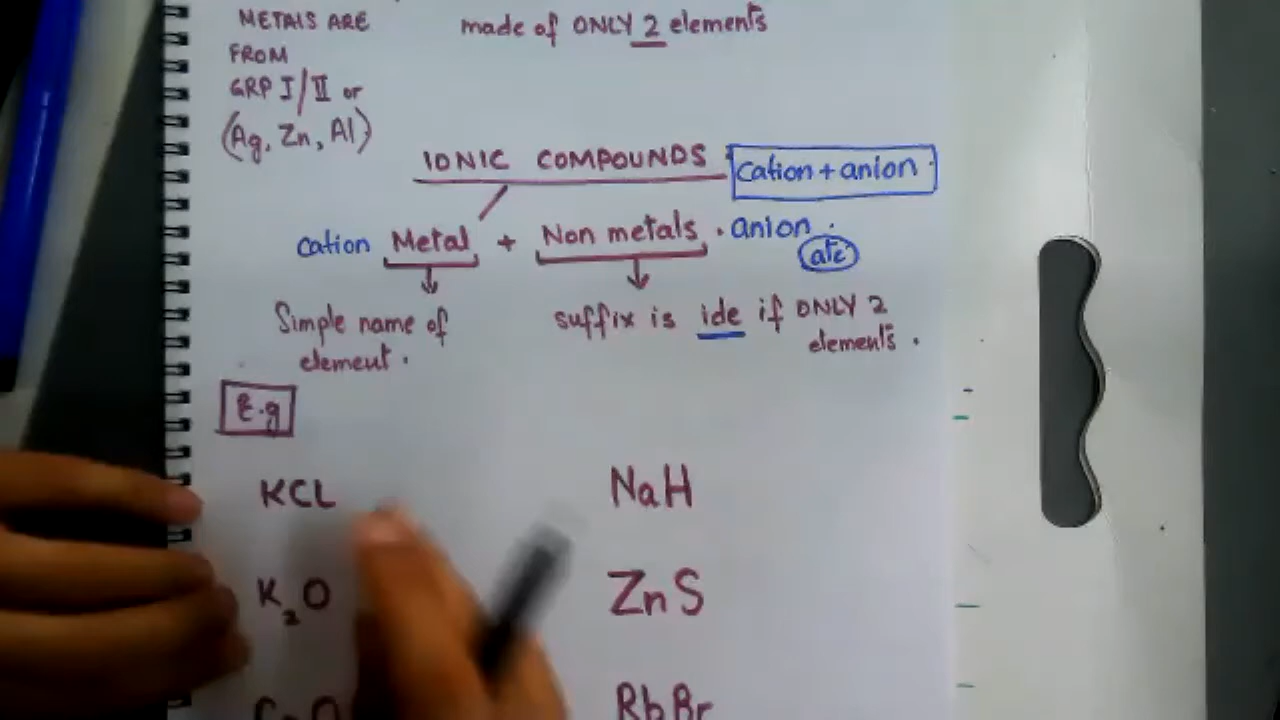 METALS ARE
FROM
GRP I/II or
(Ag, Zn, Al)
made of ONLY 2 elements
IONIC COMPOUNDS
cation + anion
cation Metal + Non metals . anion
ate
Simple name of
element.
suffix is ide if ONLY 2
elements.
E.g
KCL
NaH
K2O
ZnS
RbBr